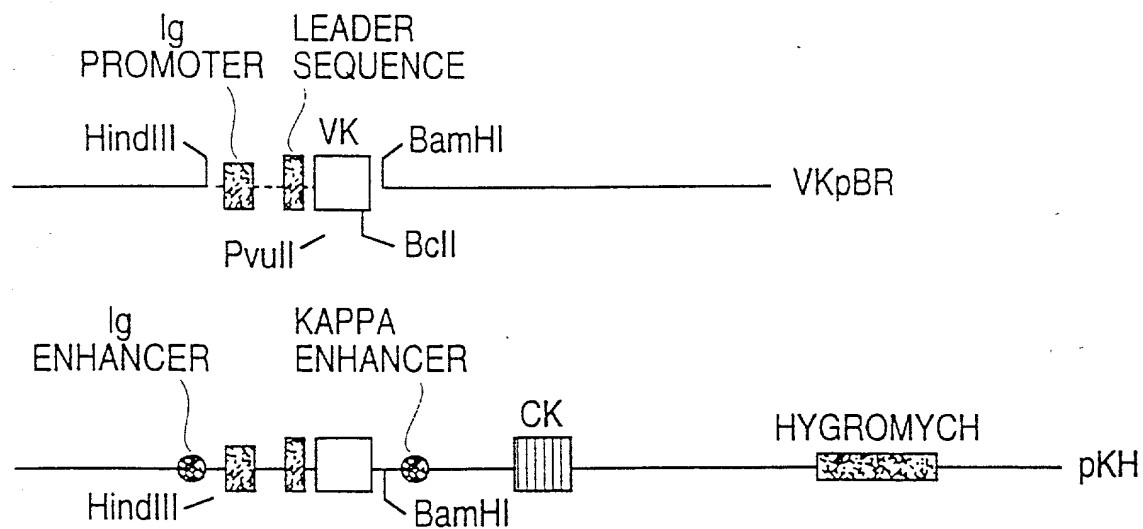 Ig
PROMOTER
LEADER
SEQUENCE
HindIII
VK
BamHI
VKpBR
PvuII
BclI
Ig
ENHANCER
KAPPA
ENHANCER
CK
HYGROMYCH
pKH
HindIII
BamHI